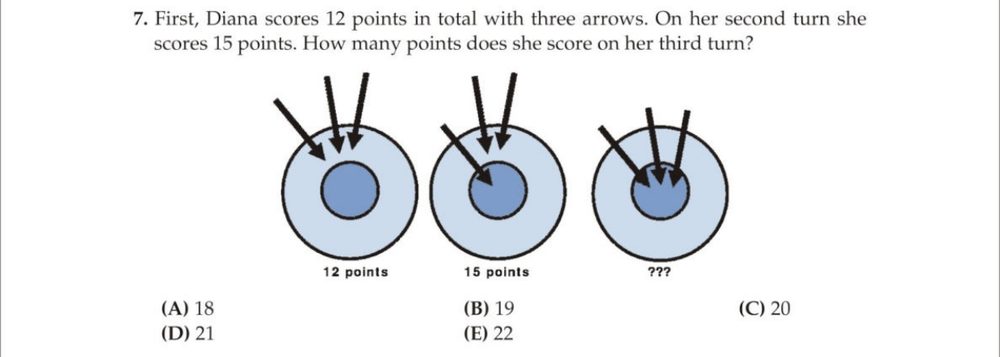 7. First, Diana scores 12 points in total with three arrows. On her second turn she
scores 15 points. How many points does she score on her third turn?
12 points 15 points ???
(A) 18 (B) 19 (C) 20
(D) 21 (E) 22